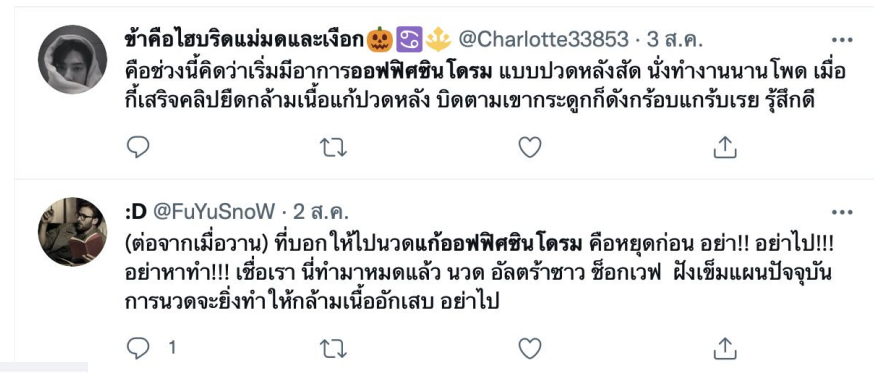 ข้าคือไฮบริดแม่มดและเงือก🎃♋🔱 @Charlotte33853 · 3 ส.ค.
คือช่วงนี้คิดว่าเริ่มมีอาการออฟฟิศซินโดรม แบบปวดหลังสัด นั่งทำงานนานโพด เมื่อ
กี้เสริจคลิปยืดกล้ามเนื้อแก้ปวดหลัง บิดตามเขากระดูกก็ดังกร้อบแกร้บเรย รุ้สึกดี
:D @FuYuSnoW · 2 ส.ค.
(ต่อจากเมื่อวาน) ที่บอกให้ไปนวดแก้ออฟฟิศซินโดรม คือหยุดก่อน อย่า!! อย่าไป!!!
อย่าหาทำ!!! เชื่อเรา นี่ทำมาหมดแล้ว นวด อัลตร้าซาว ช็อกเวฟ ฝังเข็มแผนปัจจุบัน
การนวดจะยิ่งทำให้กล้ามเนื้ออักเสบ อย่าไป
1